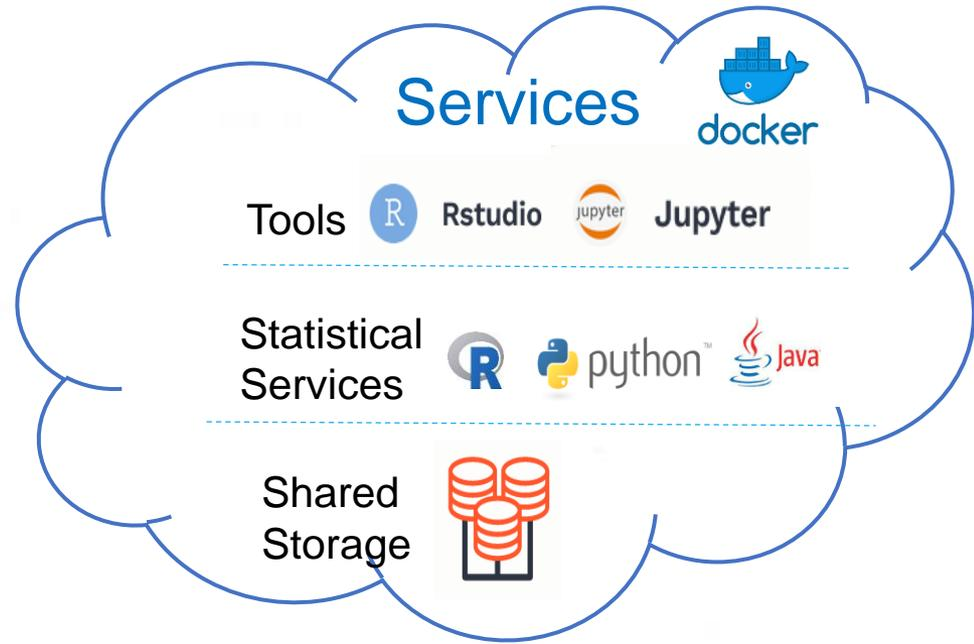 Services
docker
Tools R Rstudio jupyter Jupyter
Statistical
Services
R python™ Java
Shared
Storage